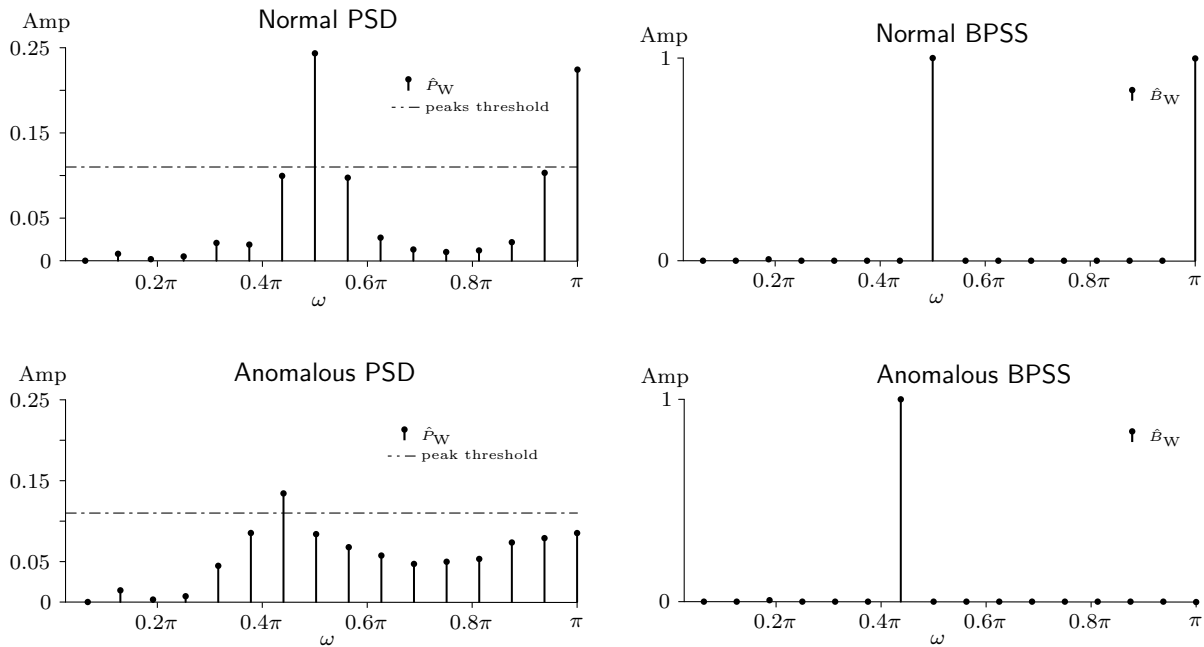 Normal PSD
Amp
0.25
0.15
0.05
0
P̂W
peaks threshold
0.2π
0.4π
0.6π
0.8π
π
ω
Normal BPSS
Amp
1
0
B̂W
0.2π
0.4π
0.6π
0.8π
π
ω
Anomalous PSD
Amp
0.25
0.15
0.05
0
P̂W
peak threshold
0.2π
0.4π
0.6π
0.8π
π
ω
Anomalous BPSS
Amp
1
0
B̂W
0.2π
0.4π
0.6π
0.8π
π
ω